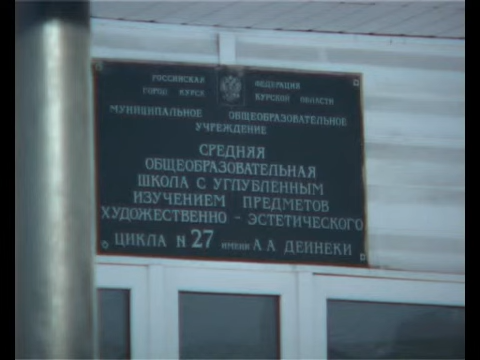 РОССИЙСКАЯ ФЕДЕРАЦИЯ
ГОРОД КУРСК КУРСКОЙ ОБЛАСТИ
МУНИЦИПАЛЬНОЕ ОБЩЕОБРАЗОВАТЕЛЬНОЕ
УЧРЕЖДЕНИЕ
СРЕДНЯЯ
ОБЩЕОБРАЗОВАТЕЛЬНАЯ
ШКОЛА С УГЛУБЛЕННЫМ
ИЗУЧЕНИЕМ ПРЕДМЕТОВ
ХУДОЖЕСТВЕННО - ЭСТЕТИЧЕСКОГО
ЦИКЛА N 27 ИМЕНИ А А ДЕЙНЕКИ